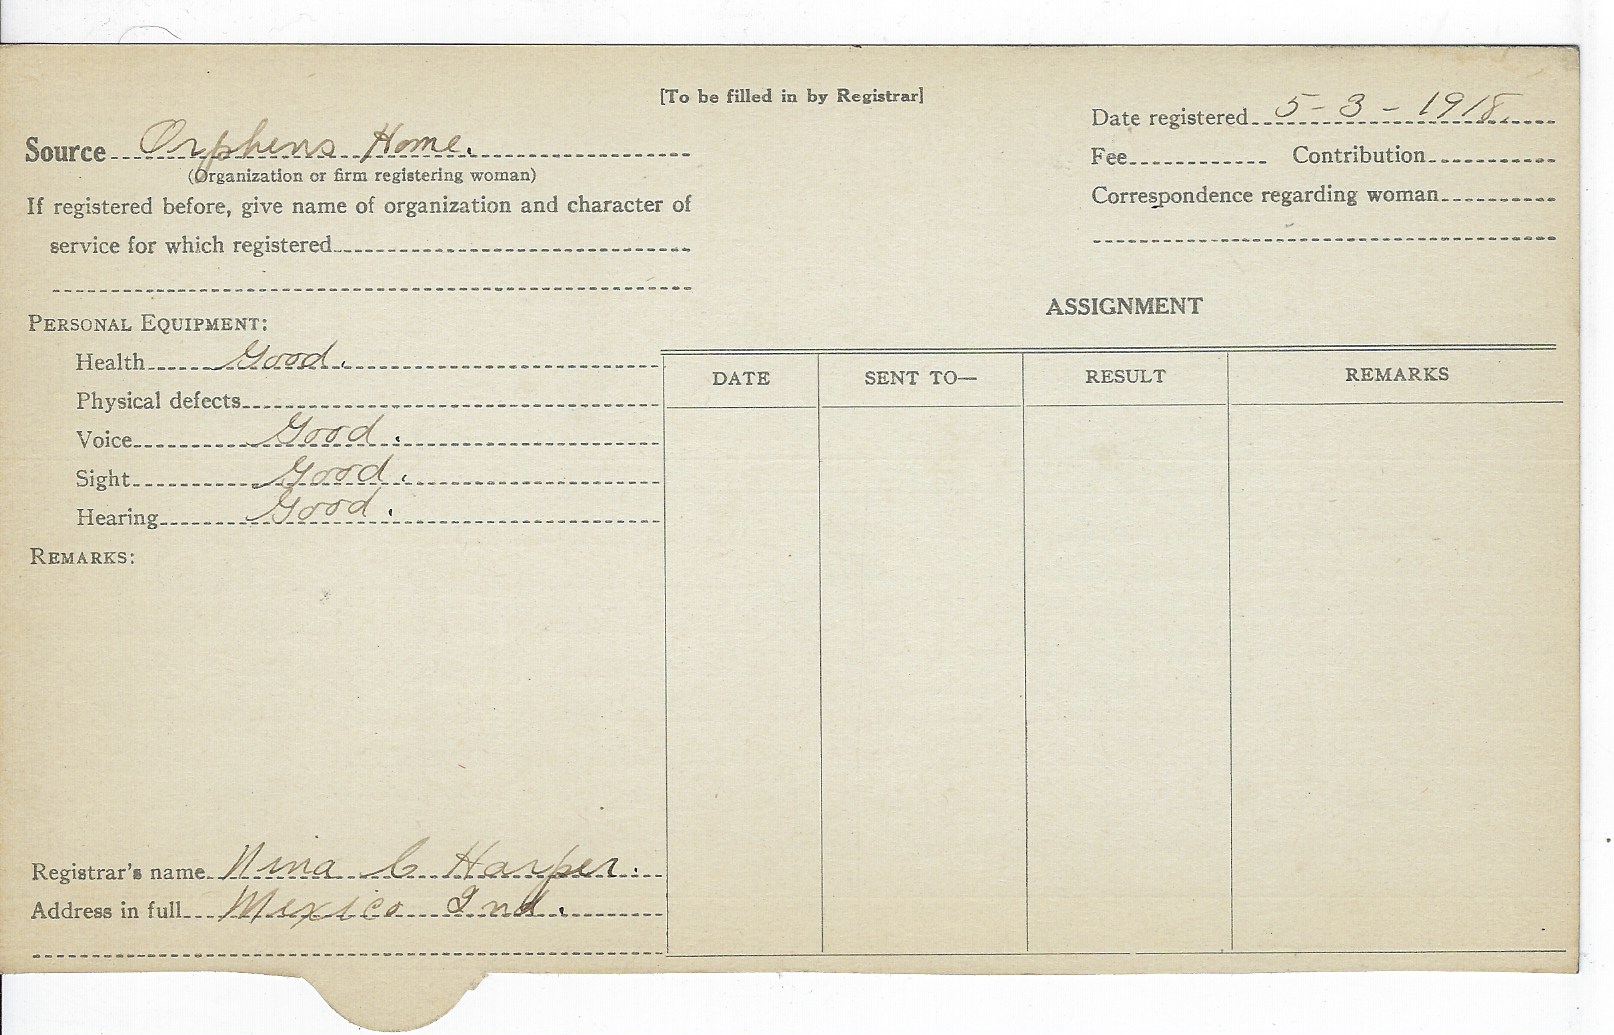 [To be filled in by Registrar]
Date registered 5-3-1918.
Source Orphens Home.
(Organization or firm registering woman)
Fee Contribution
If registered before, give name of organization and character of
Correspondence regarding woman
service for which registered
ASSIGNMENT
PERSONAL EQUIPMENT:
Health Good.
DATE SENT TO— RESULT REMARKS
Physical defects
Voice Good.
Sight Good.
Hearing Good.
REMARKS:
Registrar's name Nina C Harper.
Address in full Mexico Ind.